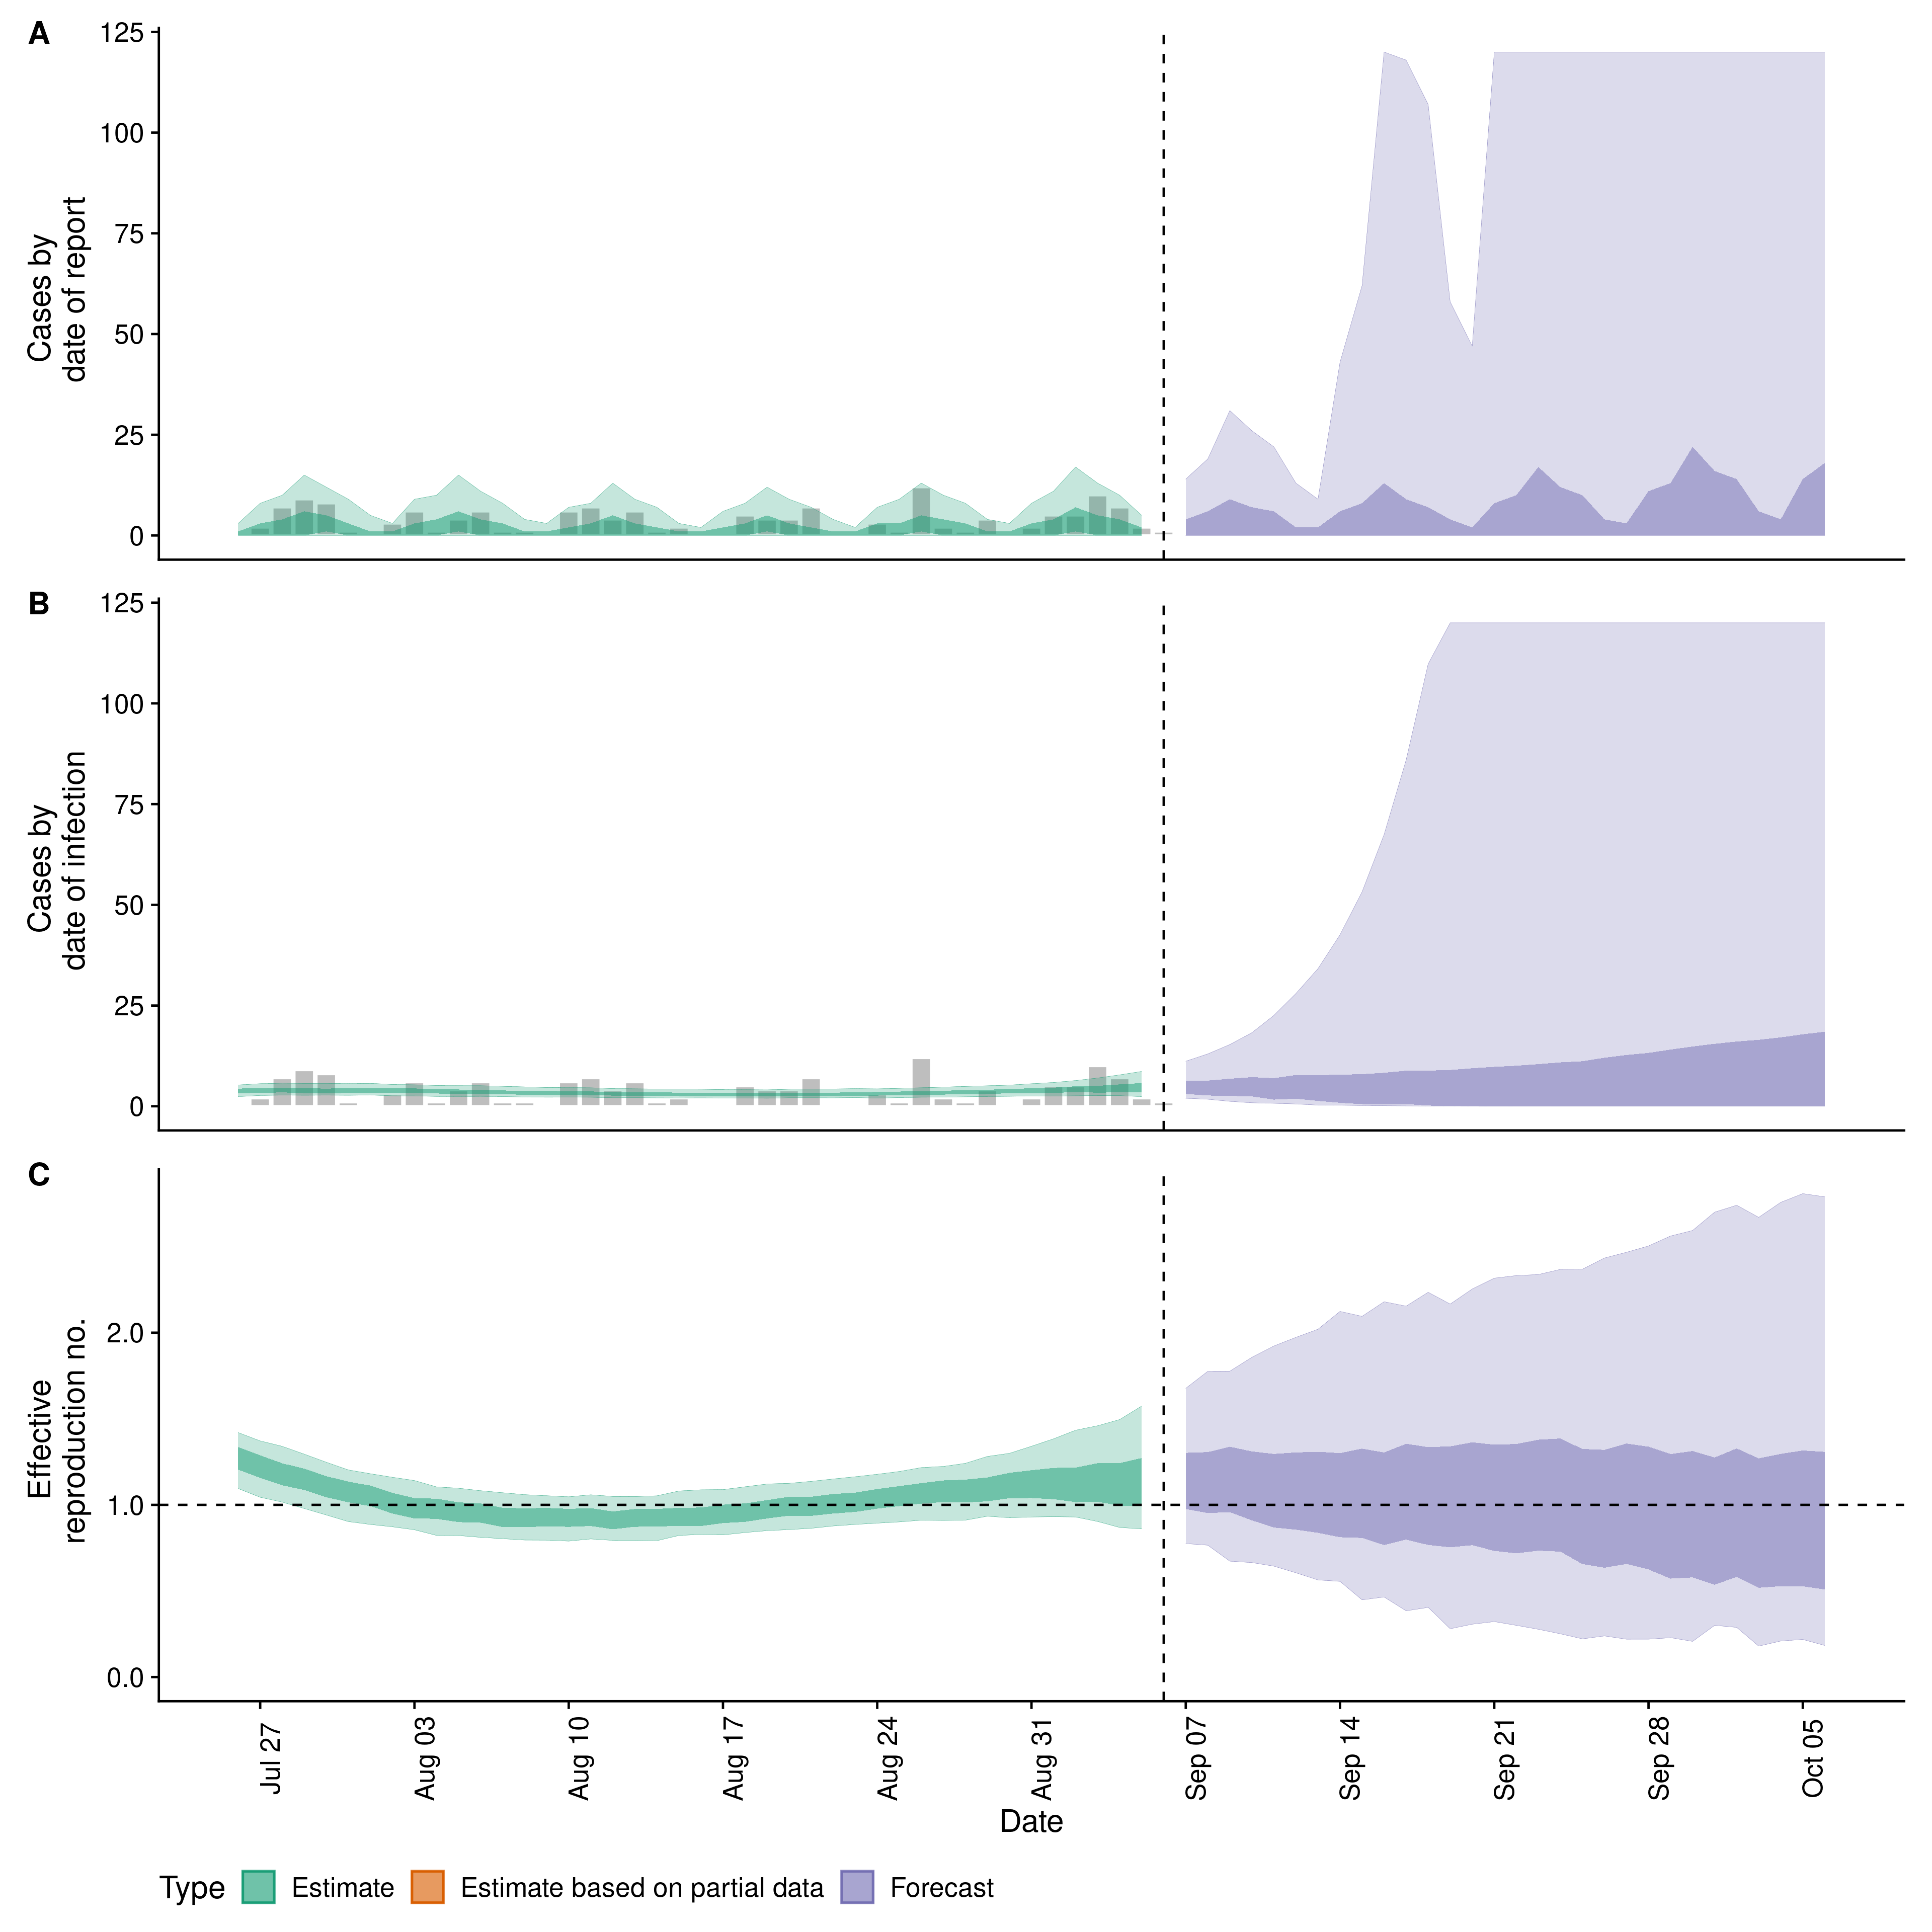 A
125
100
75
50
25
0
Cases by
date of report
B
125
100
75
50
25
0
Cases by
date of infection
C
2.0
1.0
0.0
Effective
reproduction no.
Jul 27
Aug 03
Aug 10
Aug 17
Aug 24
Aug 31
Sep 07
Sep 14
Sep 21
Sep 28
Oct 05
Date
Type Estimate Estimate based on partial data Forecast